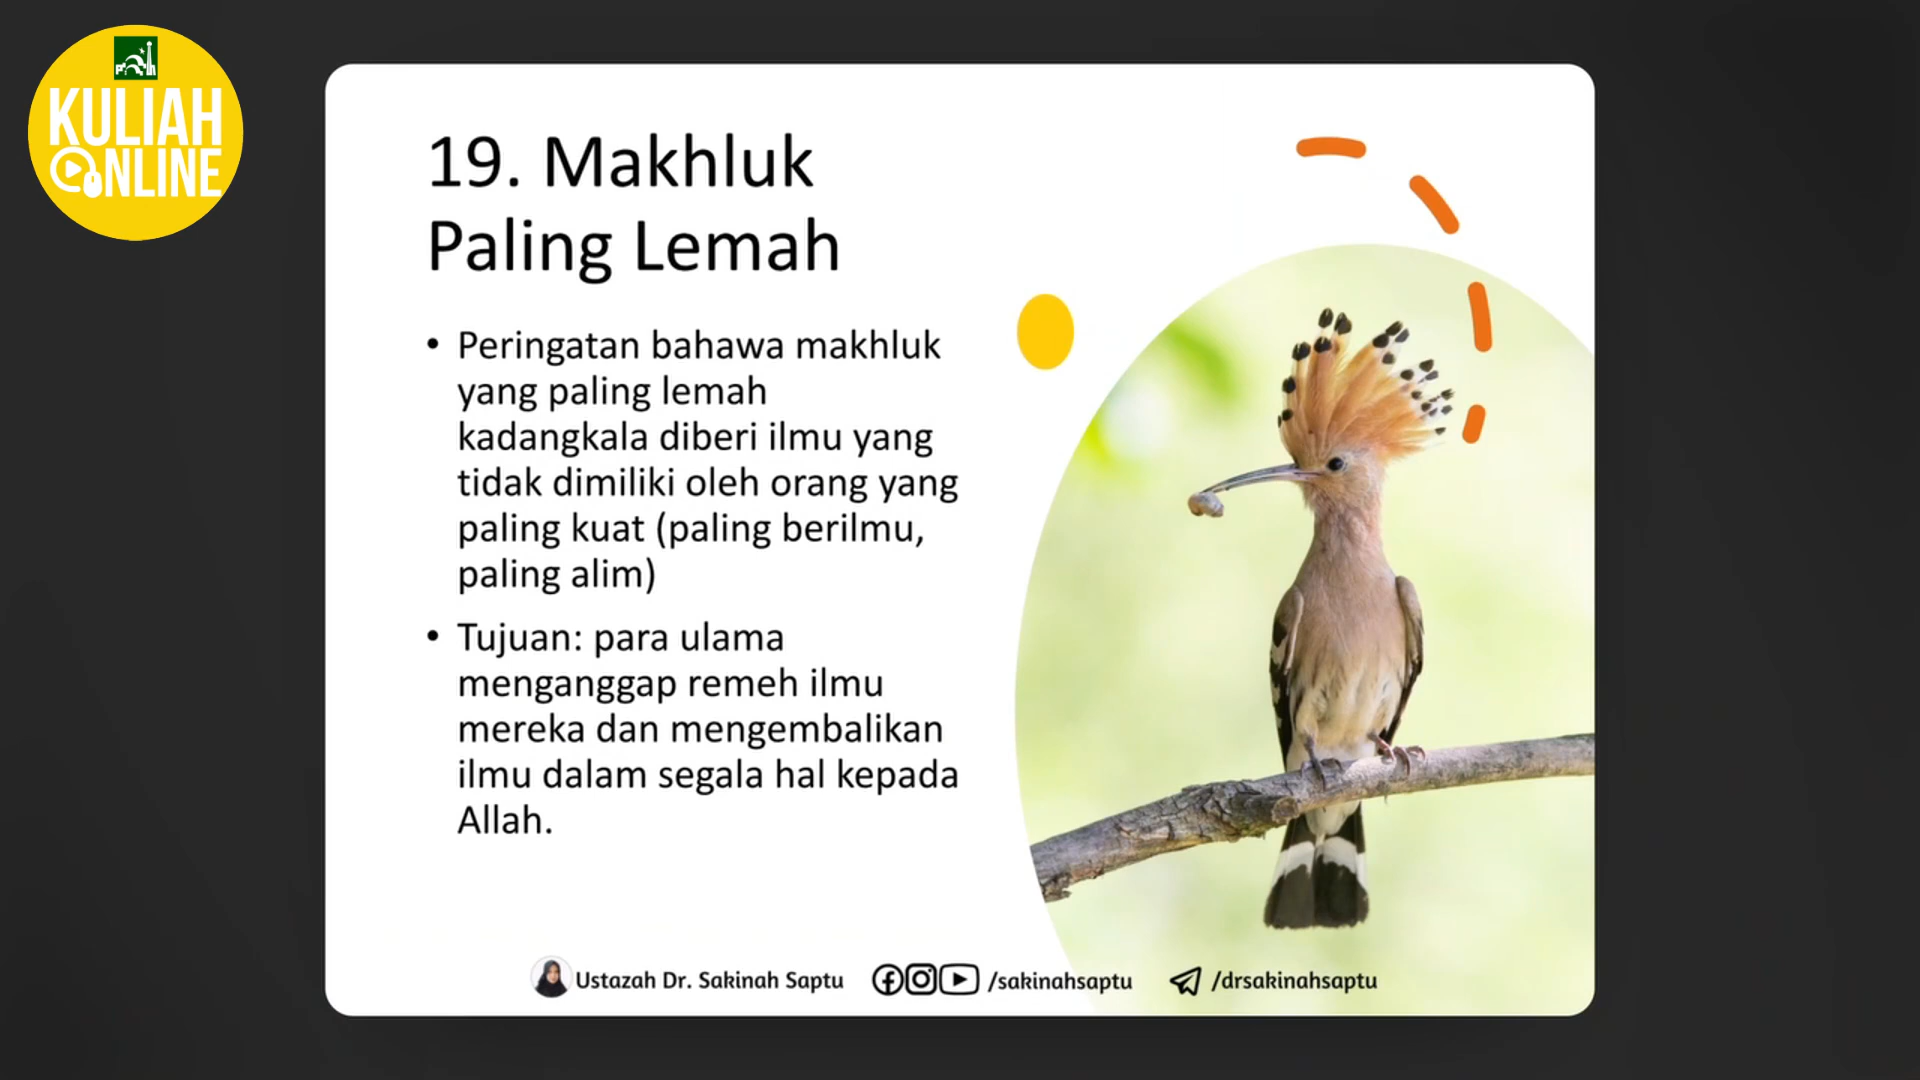 KULIAH
ONLINE
19. Makhluk
Paling Lemah
• Peringatan bahawa makhluk
yang paling lemah
kadangkala diberi ilmu yang
tidak dimiliki oleh orang yang
paling kuat (paling berilmu,
paling alim)
• Tujuan: para ulama
menganggap remeh ilmu
mereka dan mengembalikan
ilmu dalam segala hal kepada
Allah.
Ustazah Dr. Sakinah Saptu /sakinahsaptu /drsakinahsaptu